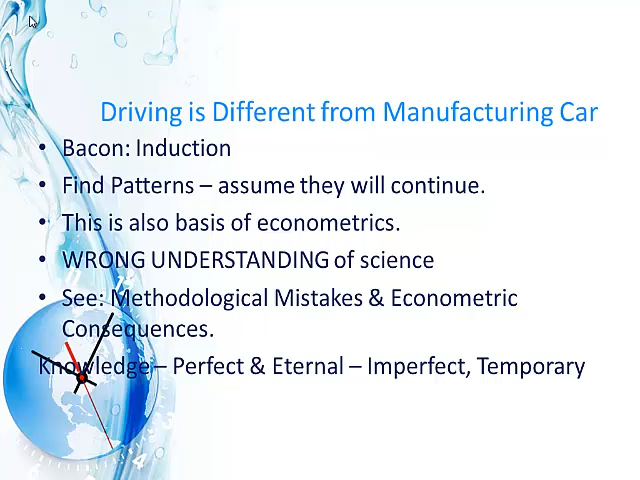 Driving is Different from Manufacturing Car
• Bacon: Induction
• Find Patterns – assume they will continue.
• This is also basis of econometrics.
• WRONG UNDERSTANDING of science
• See: Methodological Mistakes & Econometric
Consequences.
Knowledge – Perfect & Eternal – Imperfect, Temporary